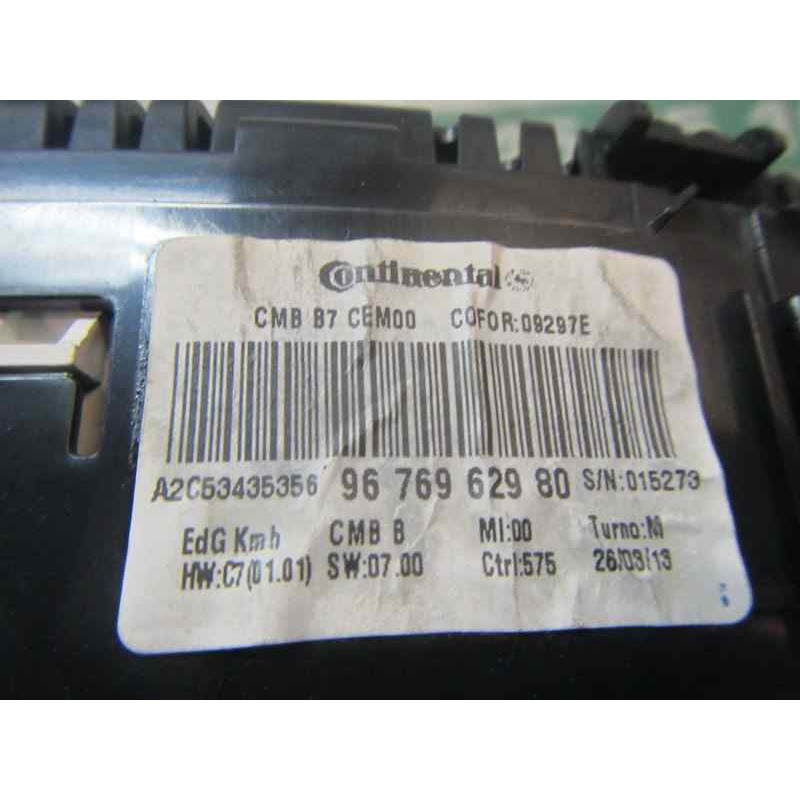 Continental
CMB B7 CEM00 COFOR:09297E
A2C53435356 96 769 629 80 S/N:015273
EdG Kmh CMB B MI:00 Turno:M
HW:C7(01.01) SW:07.00 Ctrl:575 26/03/13